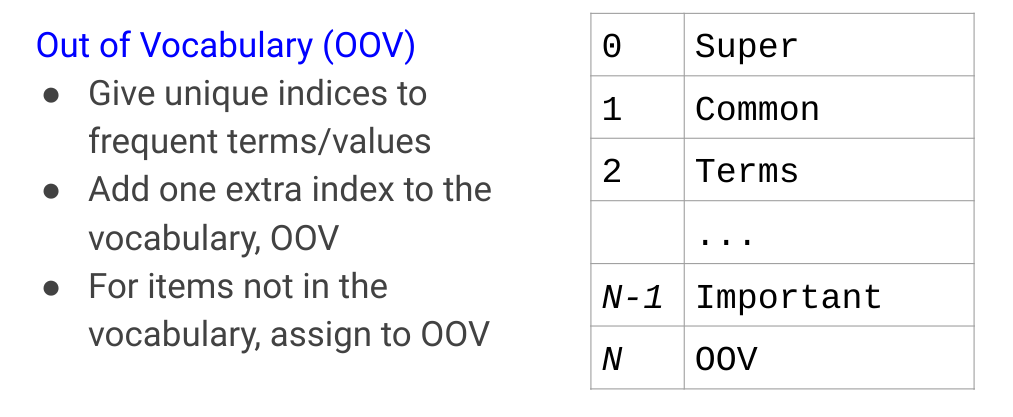 Out of Vocabulary (OOV)
● Give unique indices to
frequent terms/values
● Add one extra index to the
vocabulary, OOV
● For items not in the
vocabulary, assign to OOV
0 Super
1 Common
2 Terms
...
N-1 Important
N OOV